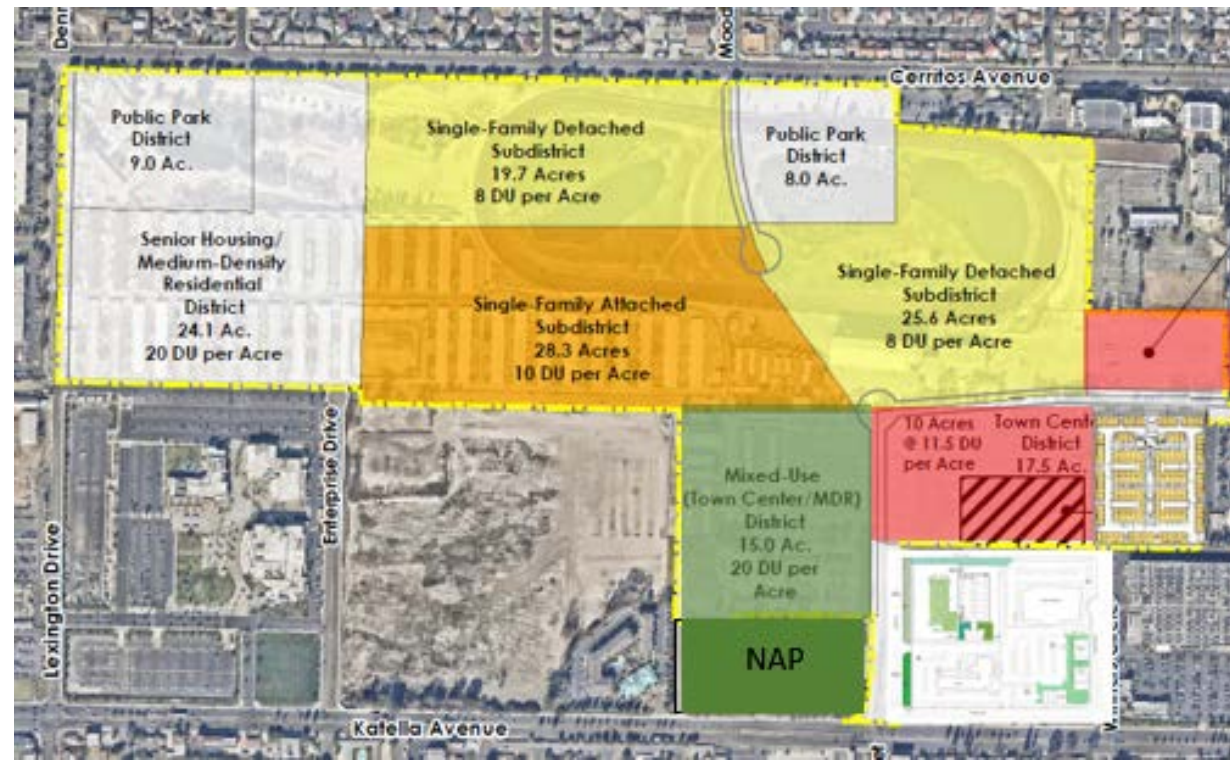 Denn
Mood
Cerritos Avenue
Public Park
District
9.0 Ac.
Single-Family Detached
Subdistrict
19.7 Acres
8 DU per Acre
Public Park
District
8.0 Ac.
Senior Housing/
Medium-Density
Residential
District
24.1 Ac.
20 DU per Acre
Single-Family Attached
Subdistrict
28.3 Acres
10 DU per Acre
Single-Family Detached
Subdistrict
25.6 Acres
8 DU per Acre
10 Acres
@ 11.5 DU
per Acre
Town Cent
District
17.5 Ac.
Mixed-Use
(Town Center/MDR)
District
15.0 Ac.
20 DU per
Acre
NAP
Lexington Drive
Enterprise Drive
Katella Avenue